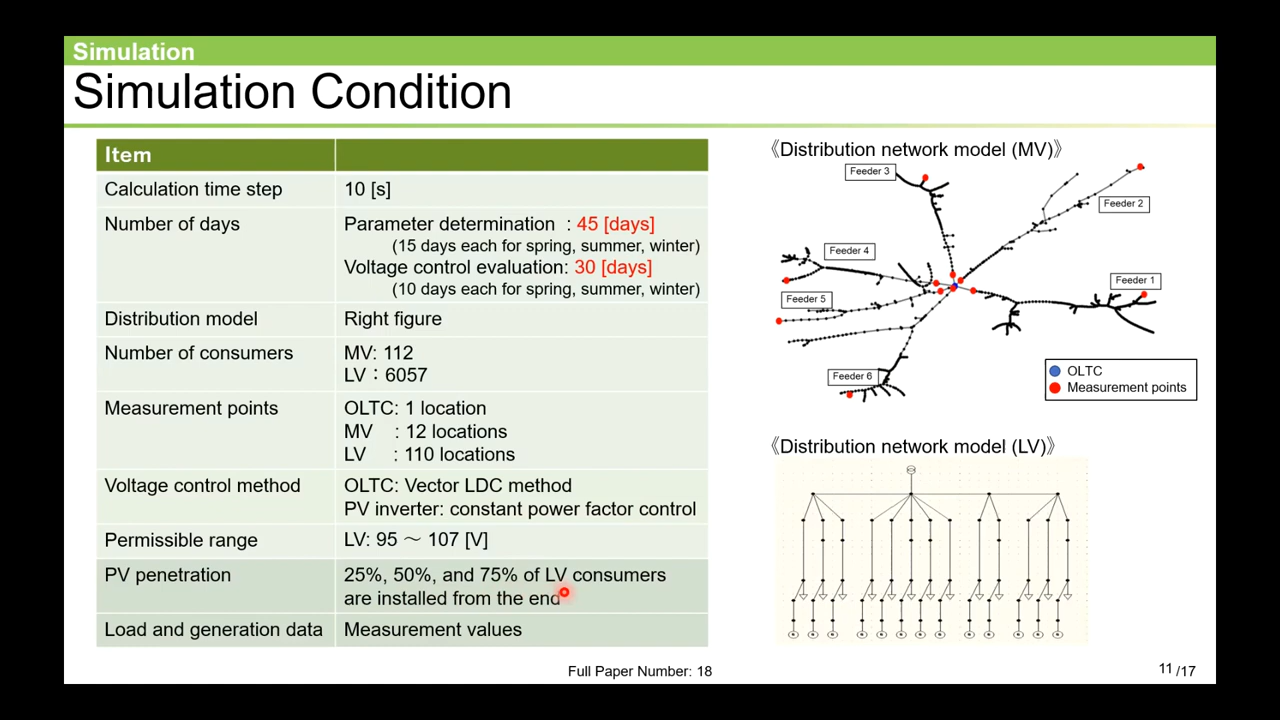 Simulation
Simulation Condition
Item
Calculation time step
10 [s]
Number of days
Parameter determination : 45 [days]
(15 days each for spring, summer, winter)
Voltage control evaluation: 30 [days]
(10 days each for spring, summer, winter)
Distribution model
Right figure
Number of consumers
MV: 112
LV：6057
Measurement points
OLTC: 1 location
MV : 12 locations
LV : 110 locations
Voltage control method
OLTC: Vector LDC method
PV inverter: constant power factor control
Permissible range
LV: 95 ～ 107 [V]
PV penetration
25%, 50%, and 75% of LV consumers
are installed from the end
Load and generation data
Measurement values
《Distribution network model (MV)》
Feeder 3
Feeder 2
Feeder 4
Feeder 1
Feeder 5
Feeder 6
OLTC
Measurement points
《Distribution network model (LV)》
Full Paper Number: 18
11 /17